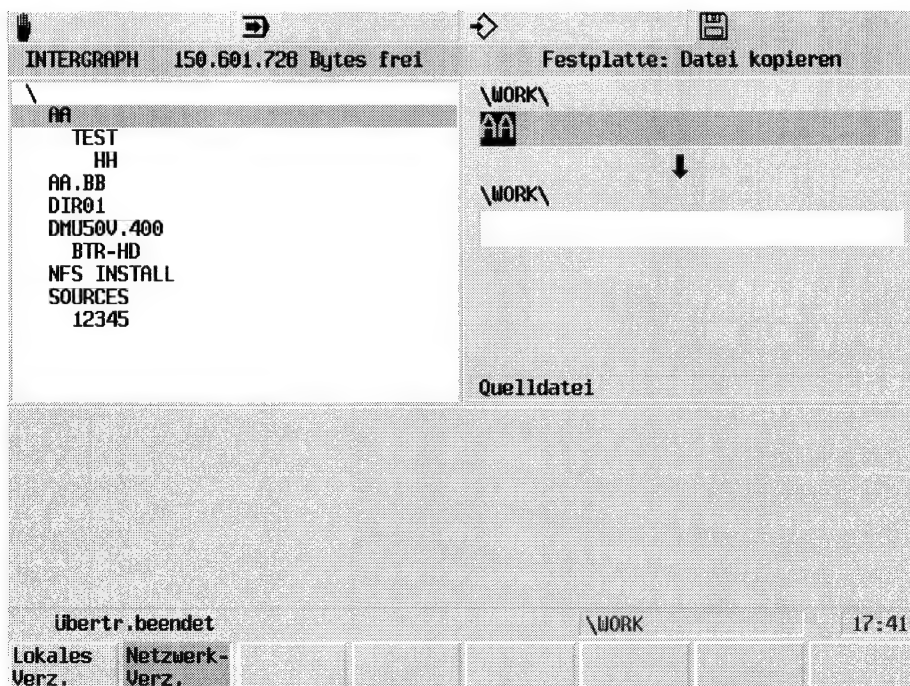 INTERGRAPH 150.601.728 Bytes frei
Festplatte: Datei kopieren
\
AA
TEST
HH
AA.BB
DIR01
DMU50V.400
BTR-HD
NFS INSTALL
SOURCES
12345
\WORK\
AA
\WORK\
Quelldatei
übertr.beendet
\WORK
17:41
Lokales
Verz.
Netzwerk-
Verz.